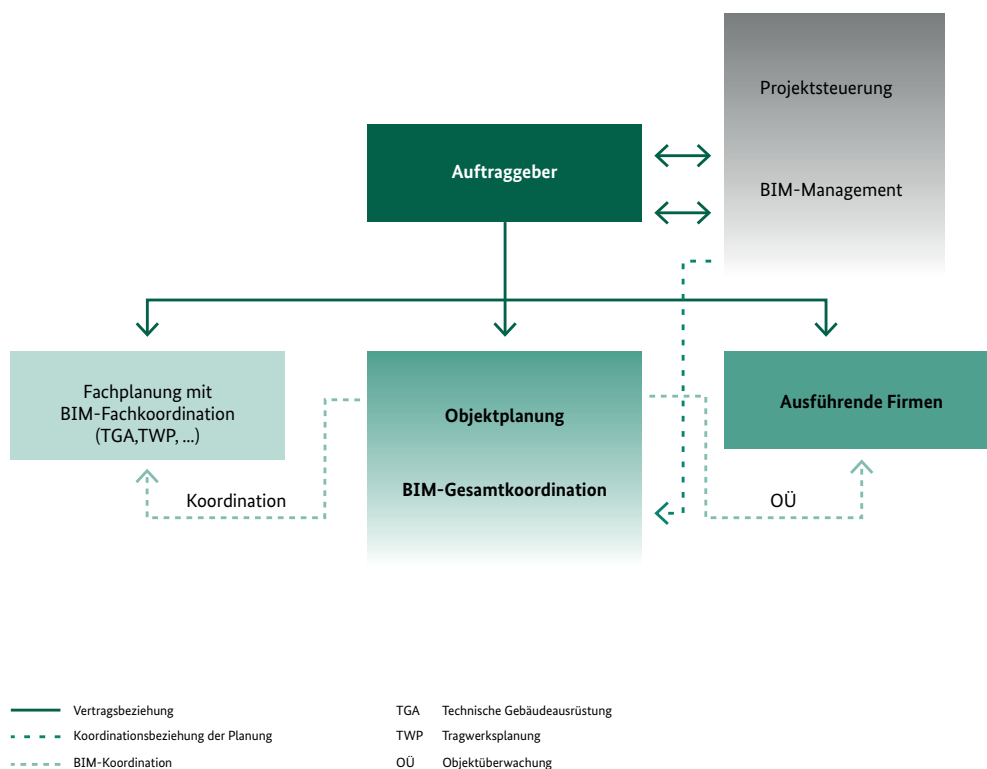 Projektsteuerung
BIM-Management
Auftraggeber
Fachplanung mit
BIM-Fachkoordination
(TGA,TWP, ...)
Objektplanung
BIM-Gesamtkoordination
Ausführende Firmen
Koordination
OÜ
Vertragsbeziehung
Koordinationsbeziehung der Planung
BIM-Koordination
TGA Technische Gebäudeausrüstung
TWP Tragwerksplanung
OÜ Objektüberwachung